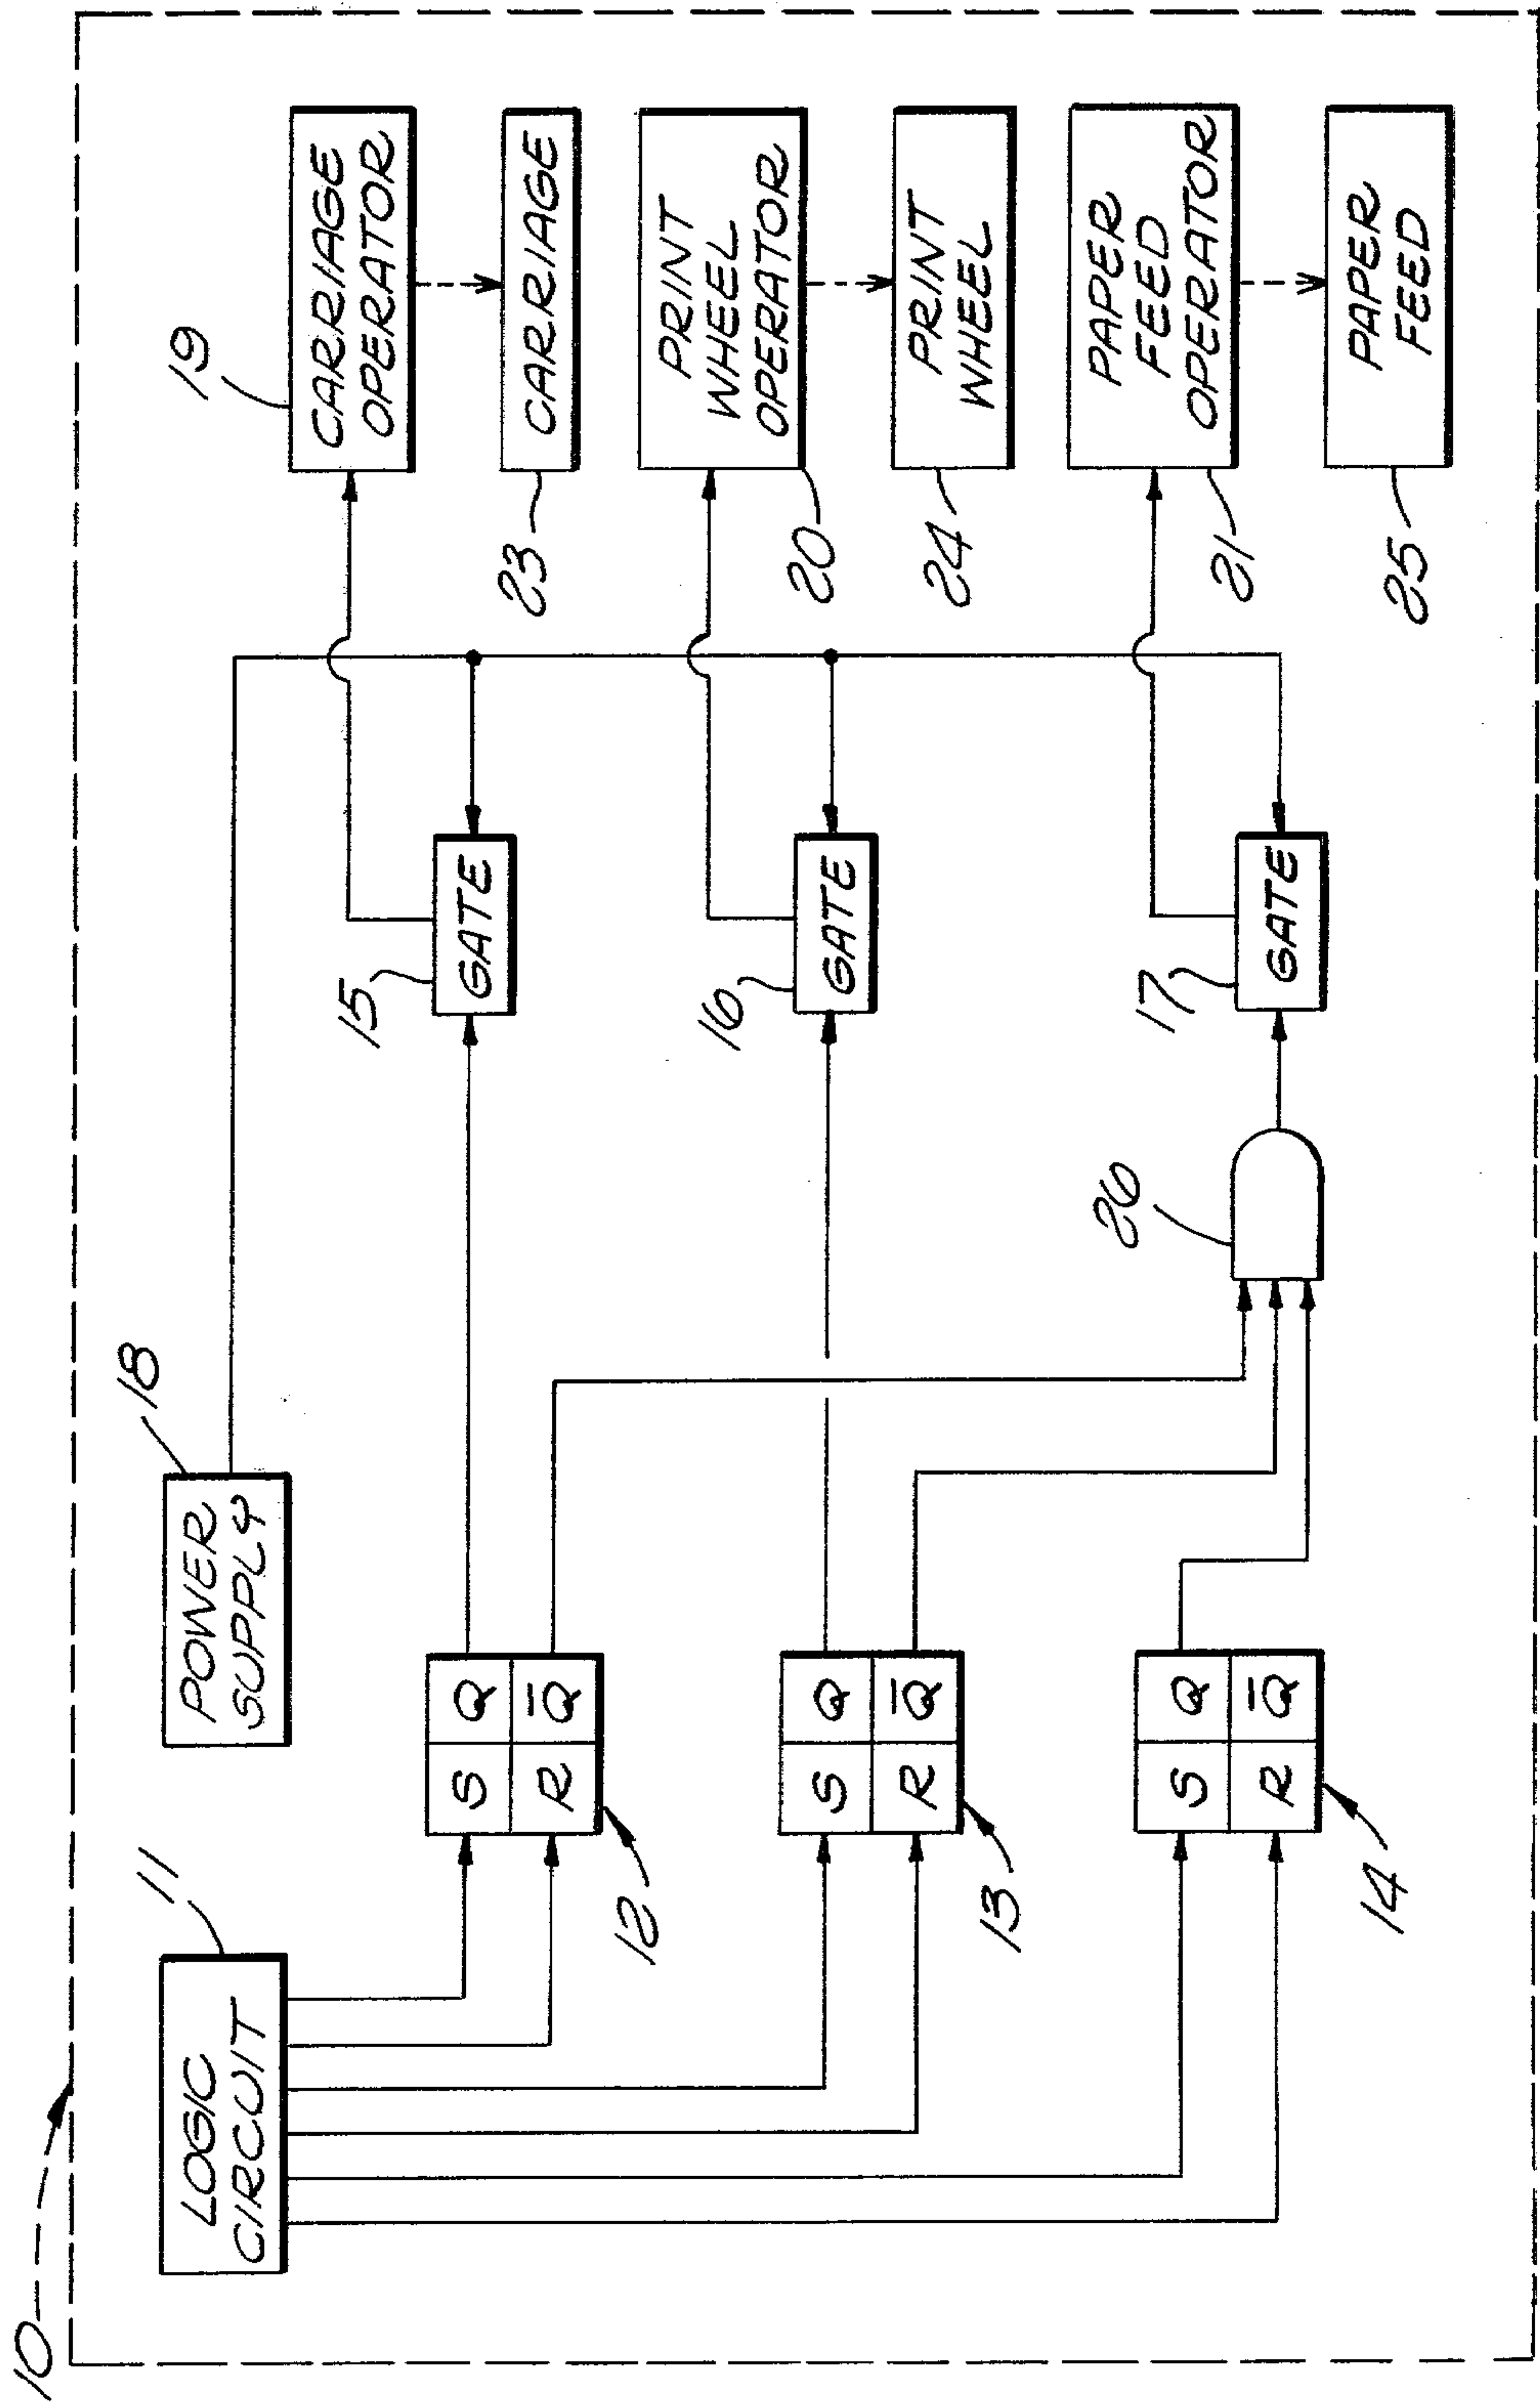 10
11
LOGIC
CIRCUIT
18
POWER
SUPPLY
19
CARRIAGE
OPERATOR
23
CARRIAGE
12
S Q
R Q̅
15
GATE
20
PRINT
WHEEL
OPERATOR
24
PRINT
WHEEL
13
S Q
R Q̅
16
GATE
21
PAPER
FEED
OPERATOR
25
PAPER
FEED
14
S Q
R Q̅
26
17
GATE